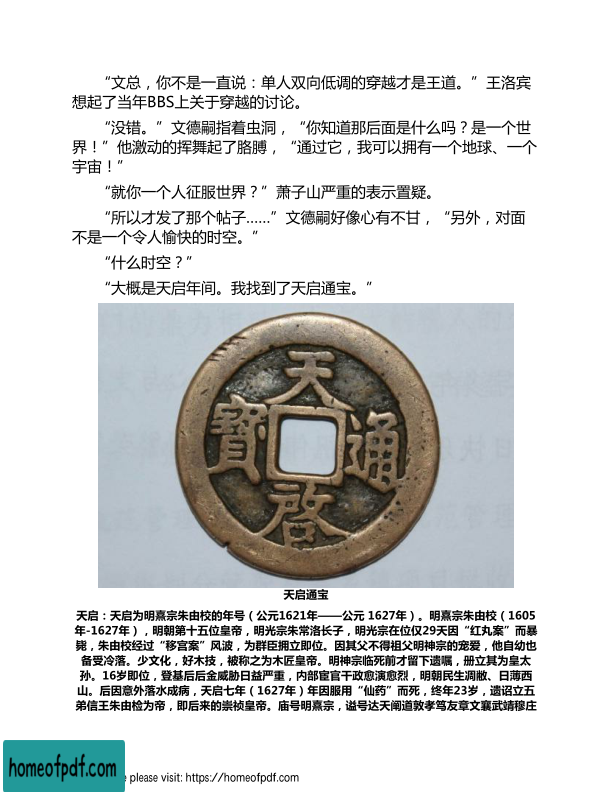 “文总，你不是一直说：单人双向低调的穿越才是王道。”王洛宾
想起了当年BBS上关于穿越的讨论。
“没错。”文德嗣指着虫洞，“你知道那后面是什么吗？是一个世
界！”他激动的挥舞起了胳膊，“通过它，我可以拥有一个地球、一个
宇宙！”
“就你一个人征服世界？”萧子山严重的表示置疑。
“所以才发了那个帖子……”文德嗣好像心有不甘，“另外，对面
不是一个令人愉快的时空。”
“什么时空？”
“大概是天启年间。我找到了天启通宝。”
天
寶 通
启
天启通宝
天启：天启为明熹宗朱由校的年号（公元1621年——公元 1627年）。明熹宗朱由校（1605
年-1627年），明朝第十五位皇帝，明光宗朱常洛长子，明光宗在位仅29天因“红丸案”而暴
毙，朱由校经过“移宫案”风波，为群臣拥立即位。因其父不得祖父明神宗的宠爱，他自幼也
备受冷落。少文化，好木技，被称之为木匠皇帝。明神宗临死前才留下遗嘱，册立其为皇太
孙。16岁即位，登基后后金威胁日益严重，内部宦官干政愈演愈烈，明朝民生凋敝、日薄西
山。后因意外落水成病，天启七年（1627年）年因服用“仙药”而死，终年23岁，遗诏立五
弟信王朱由检为帝，即后来的崇祯皇帝。庙号明熹宗，谥号达天阐道敦孝笃友章文襄武靖穆庄
homeofpdf.com
e please visit: https://homeofpdf.com